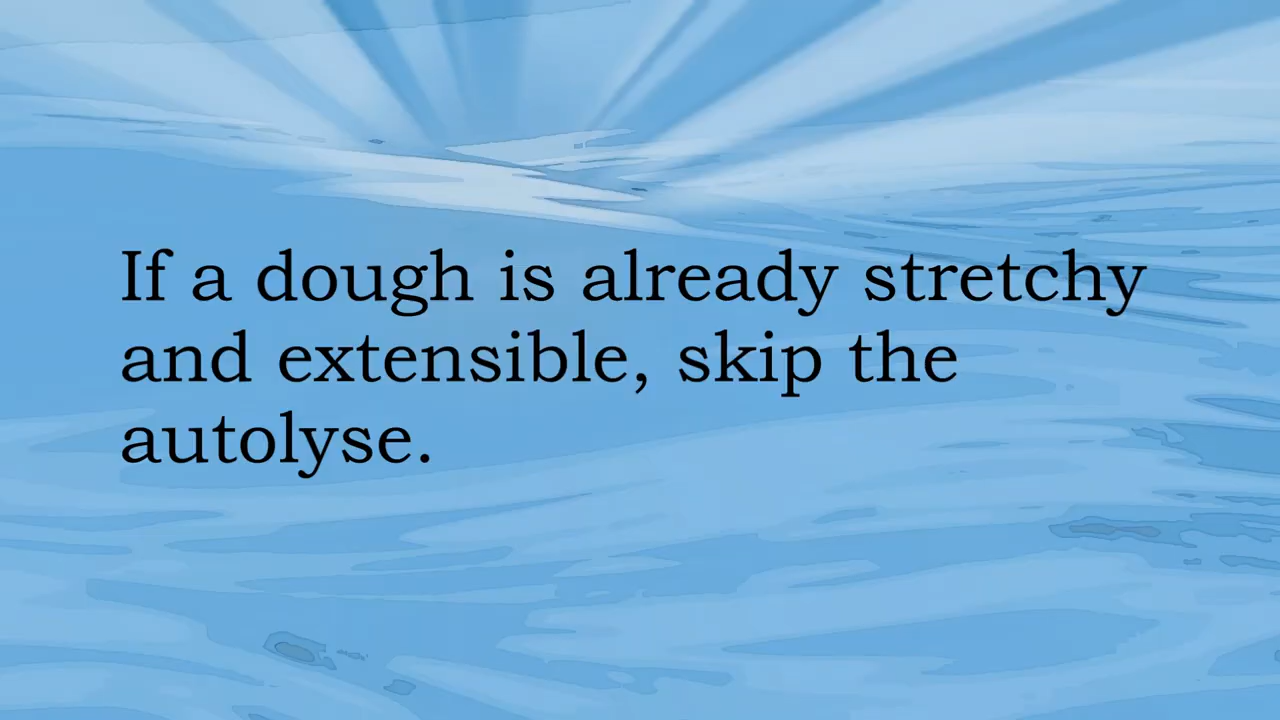 If a dough is already stretchy
and extensible, skip the
autolyse.